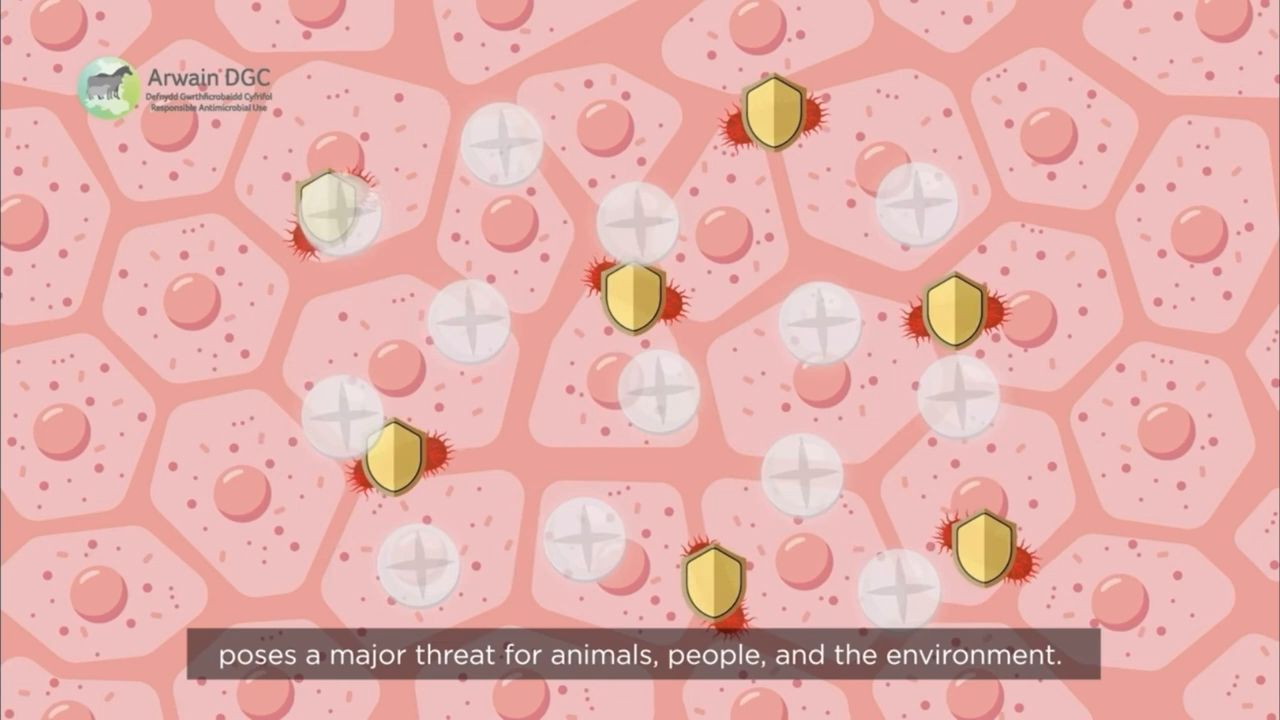 Arwain DGC
Defnydd Gwrthficrobaidd Cyfrifol
Responsible Antimicrobial Use
poses a major threat for animals, people, and the environment.